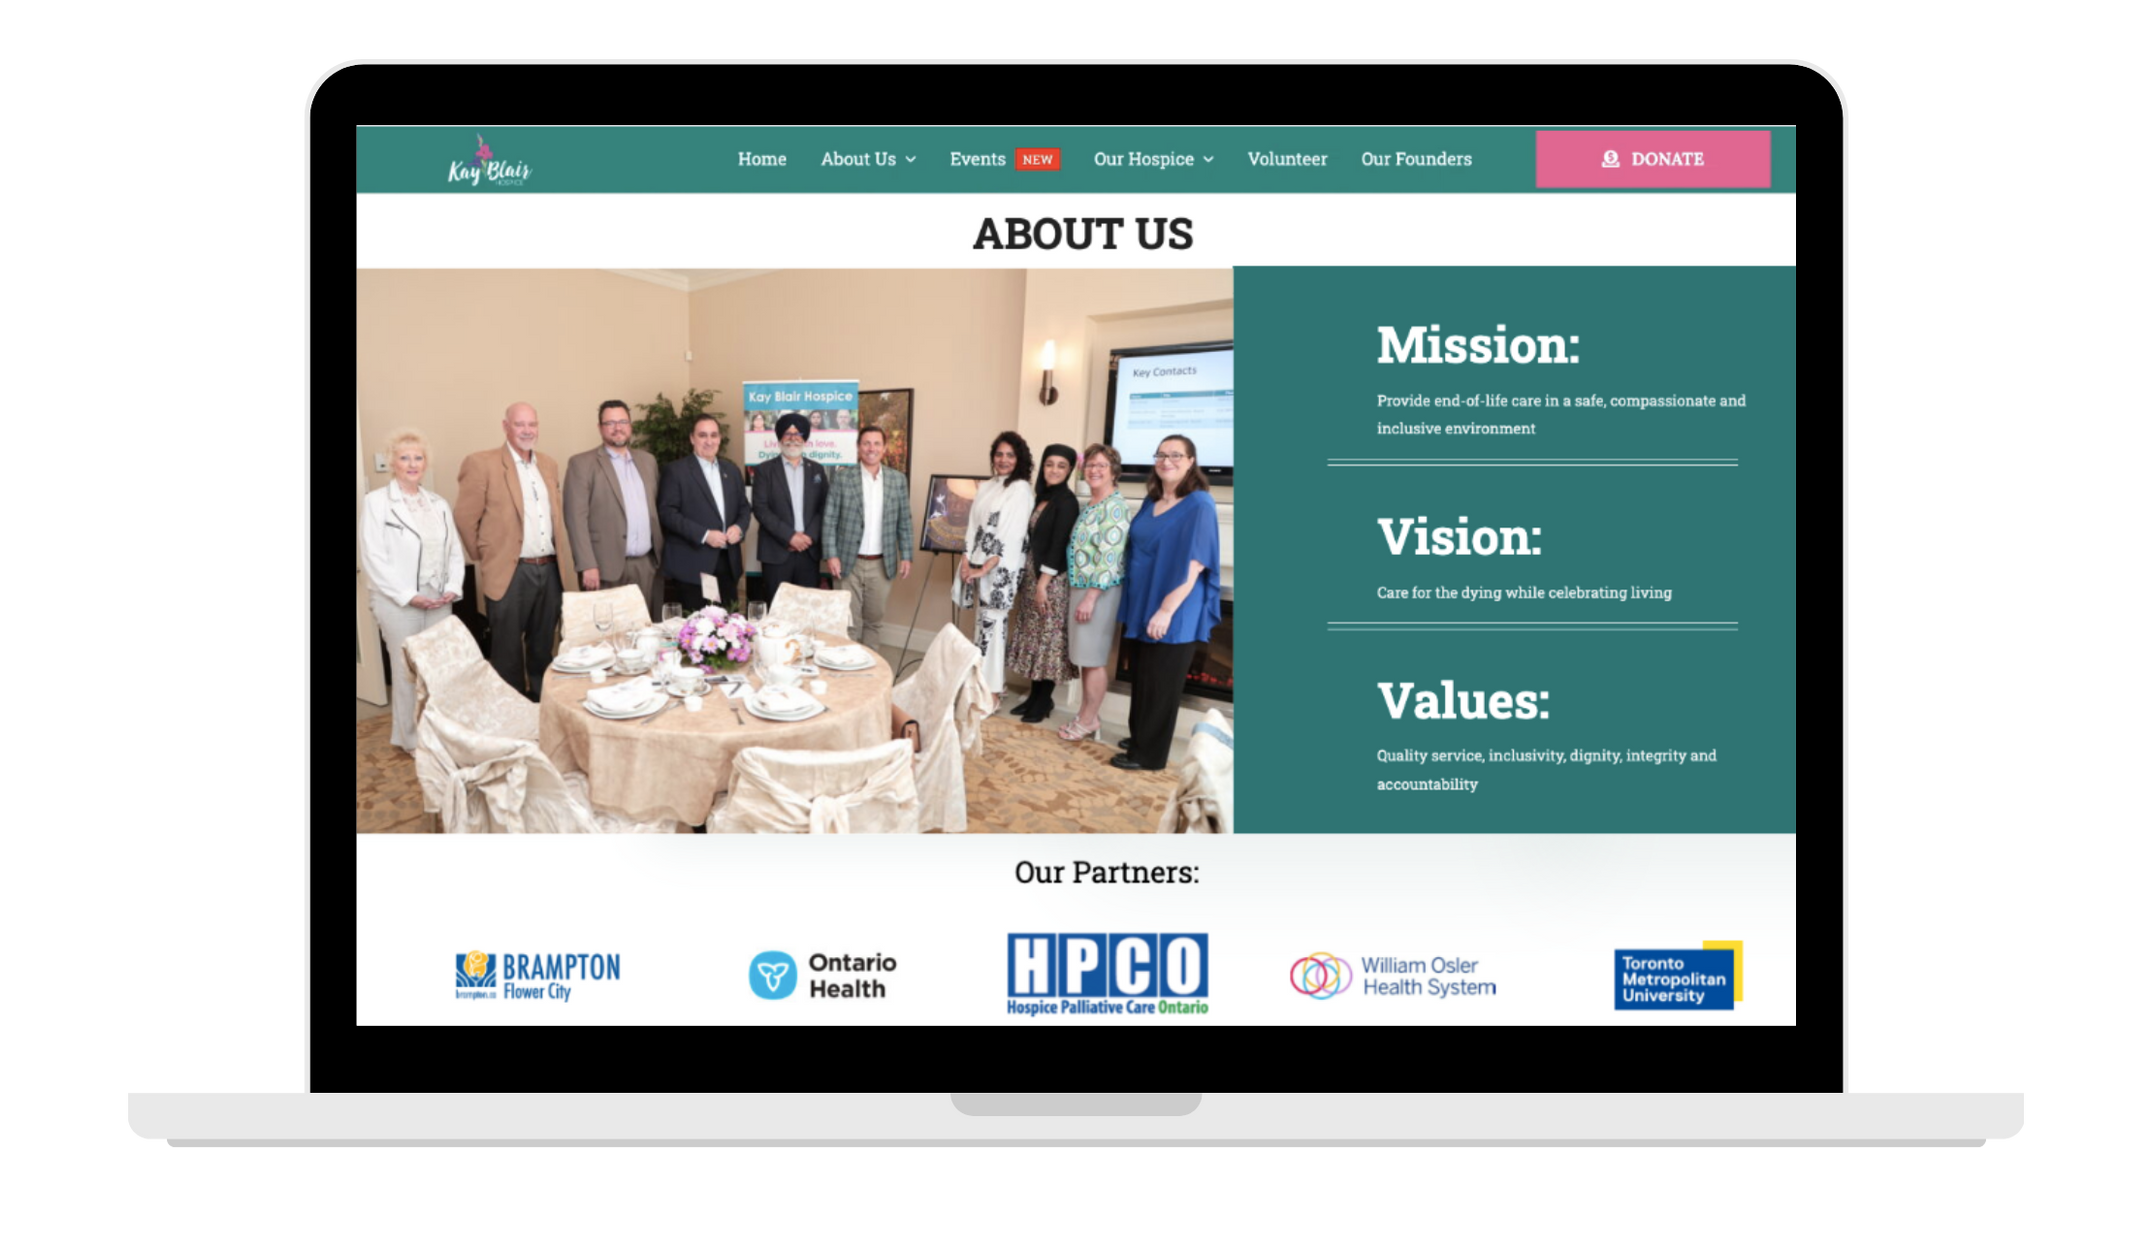 Kay Blair
HOSPICE
Home
About Us
Events
NEW
Our Hospice
Volunteer
Our Founders
DONATE
ABOUT US
Kay Blair Hospice
dignity.
Key Contacts
Mission:
Provide end-of-life care in a safe, compassionate and
inclusive environment
Vision:
Care for the dying while celebrating living
Values:
Quality service, inclusivity, dignity, integrity and
accountability
Our Partners:
BRAMPTON
brampton.ca Flower City
Ontario
Health
HPCO
Hospice Palliative Care Ontario
William Osler
Health System
Toronto
Metropolitan
University